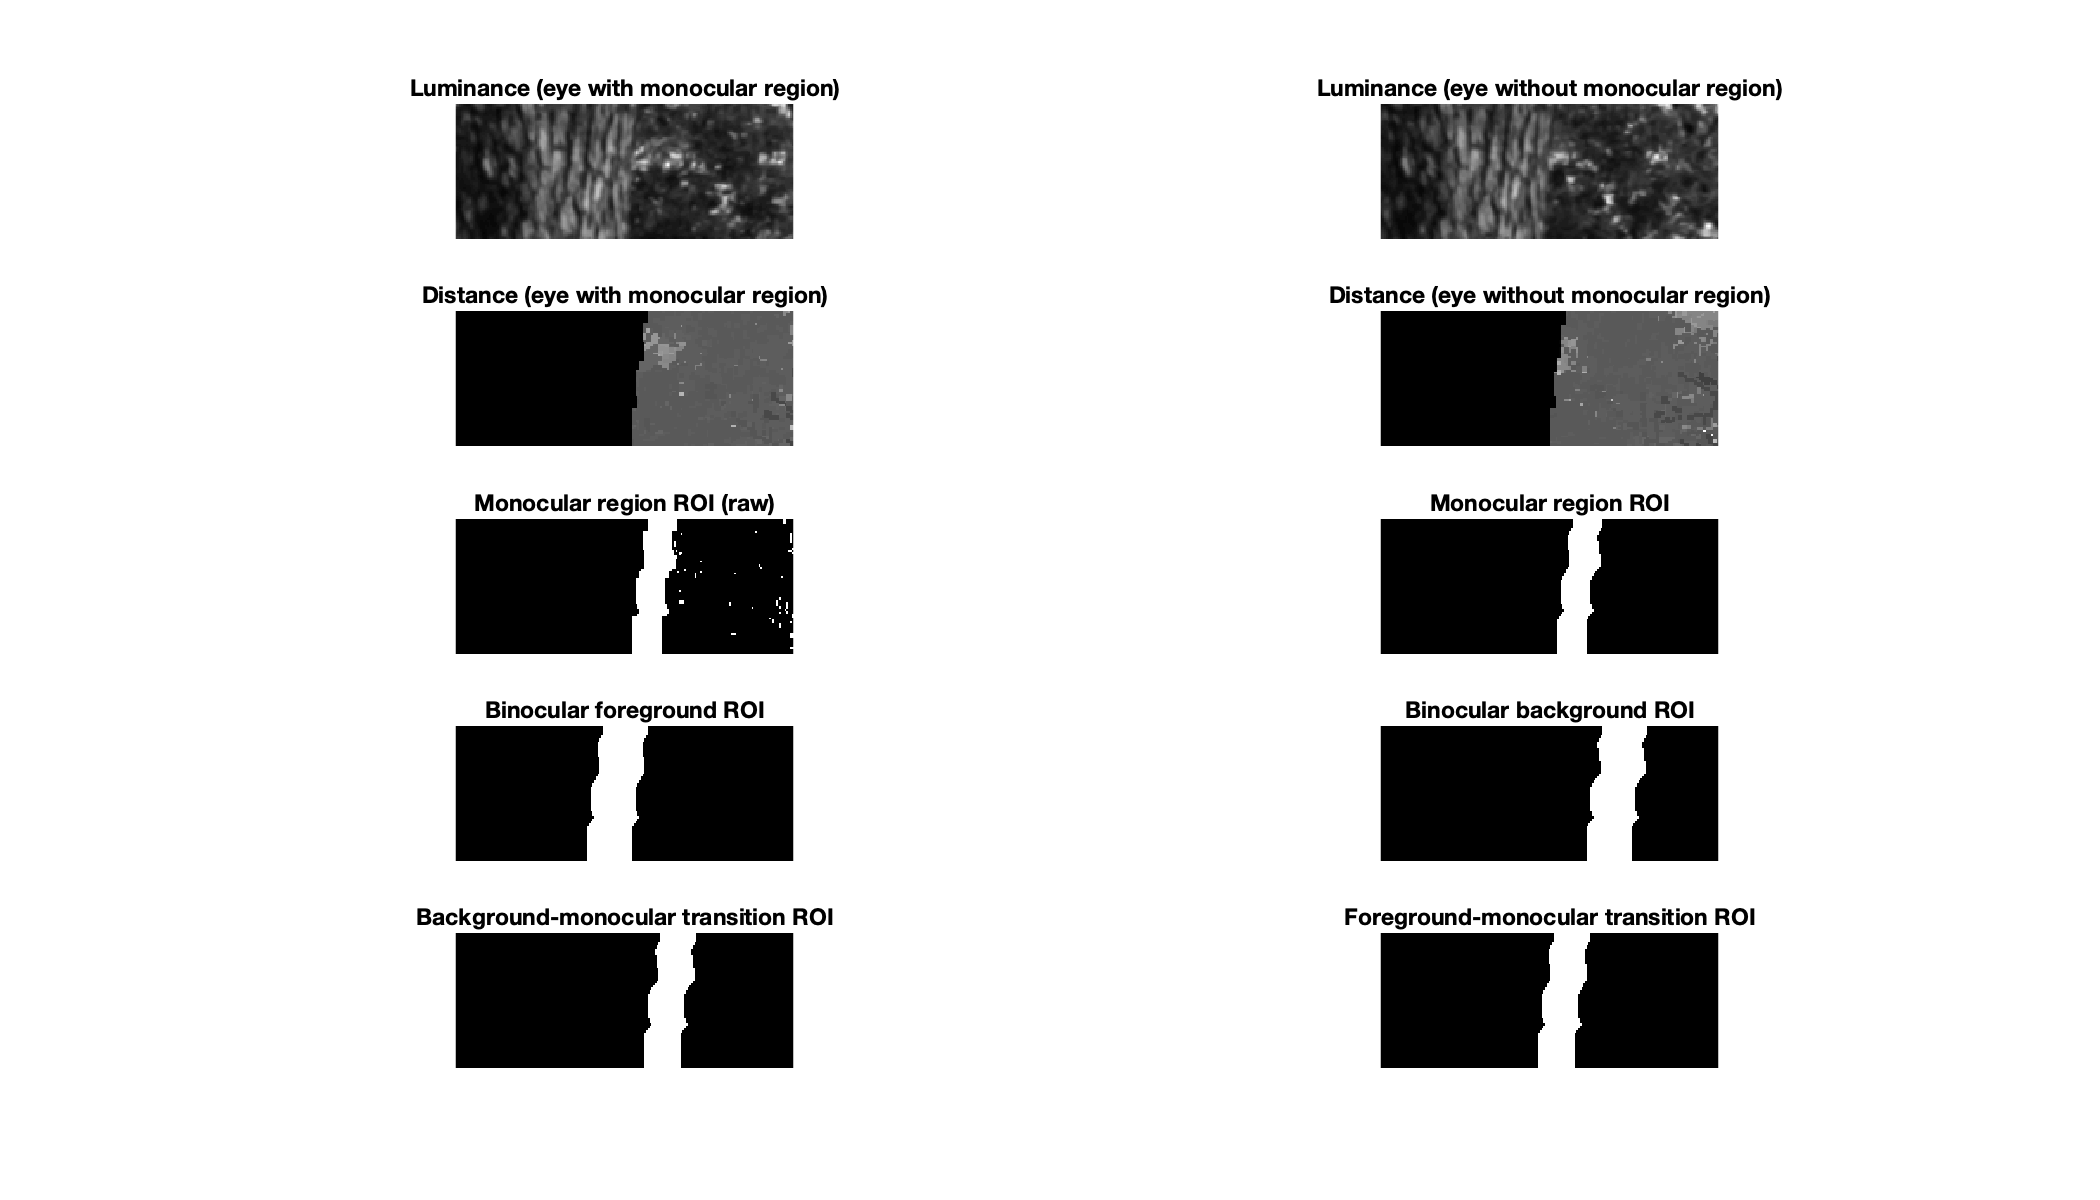 Luminance (eye with monocular region)
Luminance (eye without monocular region)
Distance (eye with monocular region)
Distance (eye without monocular region)
Monocular region ROI (raw)
Monocular region ROI
Binocular foreground ROI
Binocular background ROI
Background-monocular transition ROI
Foreground-monocular transition ROI